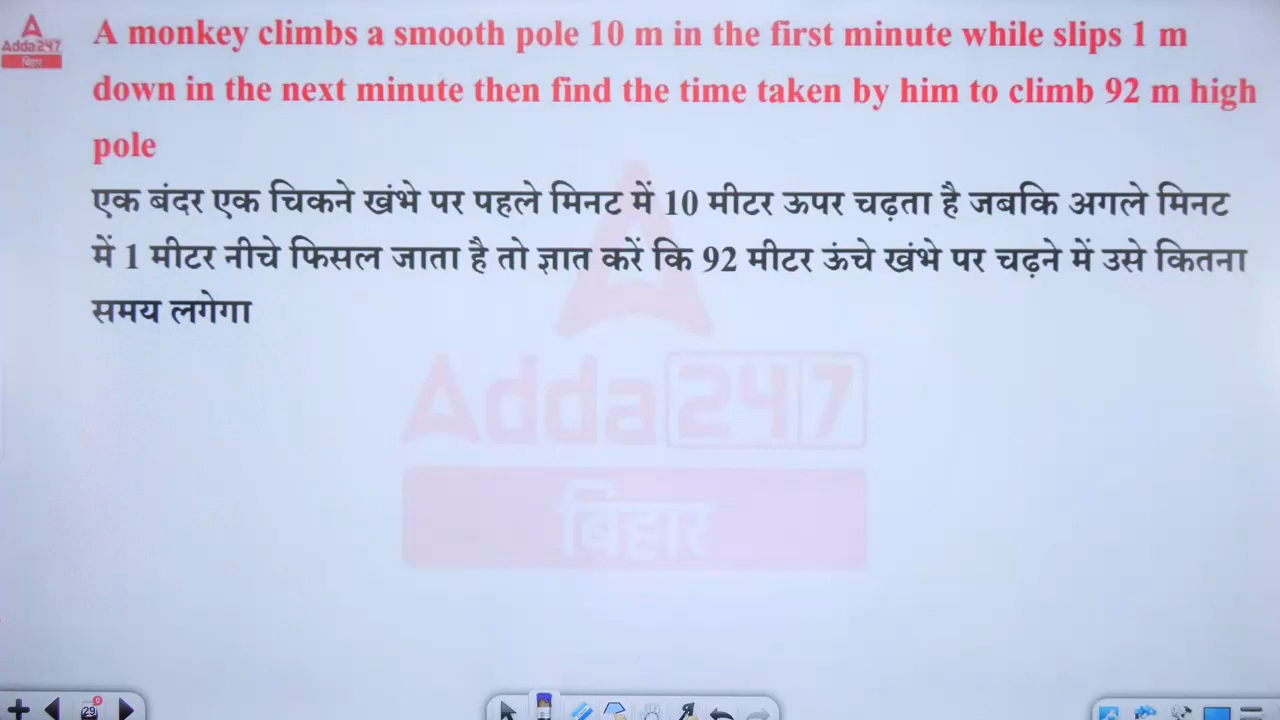 A monkey climbs a smooth pole 10 m in the first minute while slips 1 m
down in the next minute then find the time taken by him to climb 92 m high
pole
एक बंदर एक चिकने खंभे पर पहले मिनट में 10 मीटर ऊपर चढ़ता है जबकि अगले मिनट
में 1 मीटर नीचे फिसल जाता है तो ज्ञात करें कि 92 मीटर ऊंचे खंभे पर चढ़ने में उसे कितना
समय लगेगा
Adda247
बिहार
Adda247
बिहार
29